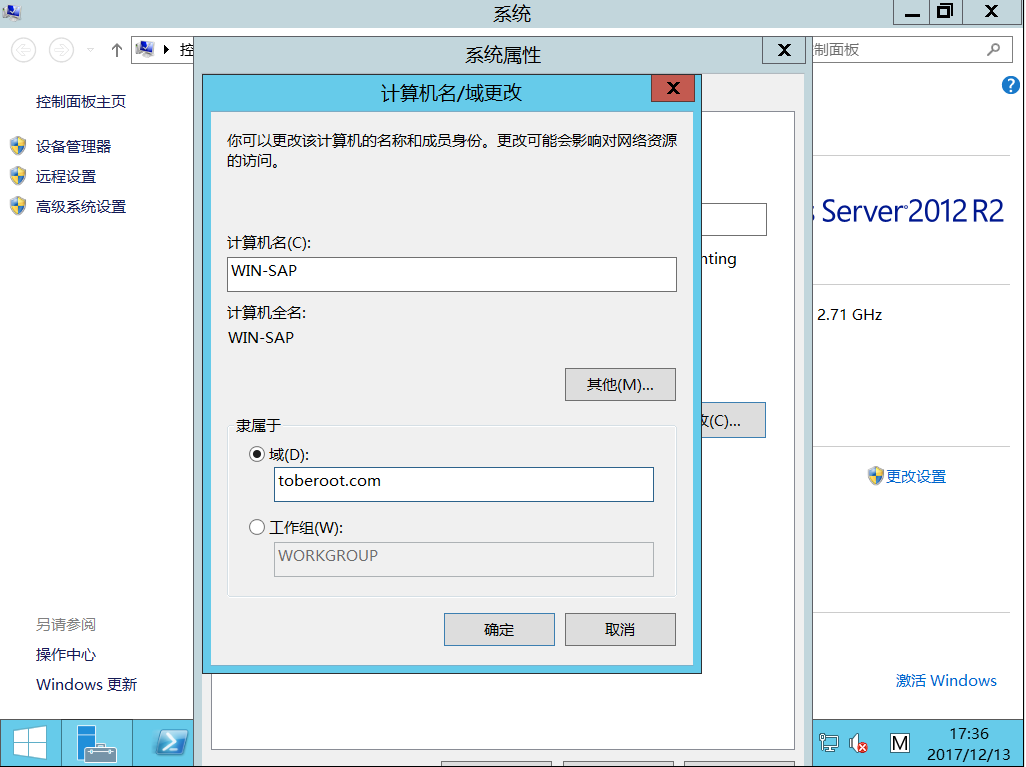 系统
控
制面板
系统属性
计算机名/域更改
控制面板主页
设备管理器
远程设置
高级系统设置
你可以更改该计算机的名称和成员身份。更改可能会影响对网络资源
的访问。
Server 2012 R2
计算机名(C):
WIN-SAP
nting
计算机全名:
WIN-SAP
2.71 GHz
其他(M)...
改(C)...
隶属于
域(D):
toberoot.com
更改设置
工作组(W):
WORKGROUP
确定
取消
另请参阅
操作中心
Windows 更新
激活 Windows
M
17:36
2017/12/13